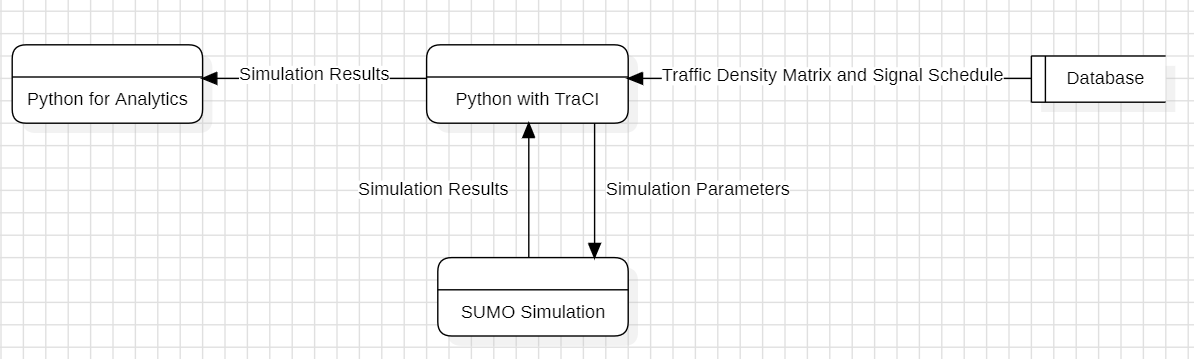 Simulation Results
Traffic Density Matrix and Signal Schedule
Database
Python for Analytics
Python with TraCI
Simulation Results
Simulation Parameters
SUMO Simulation